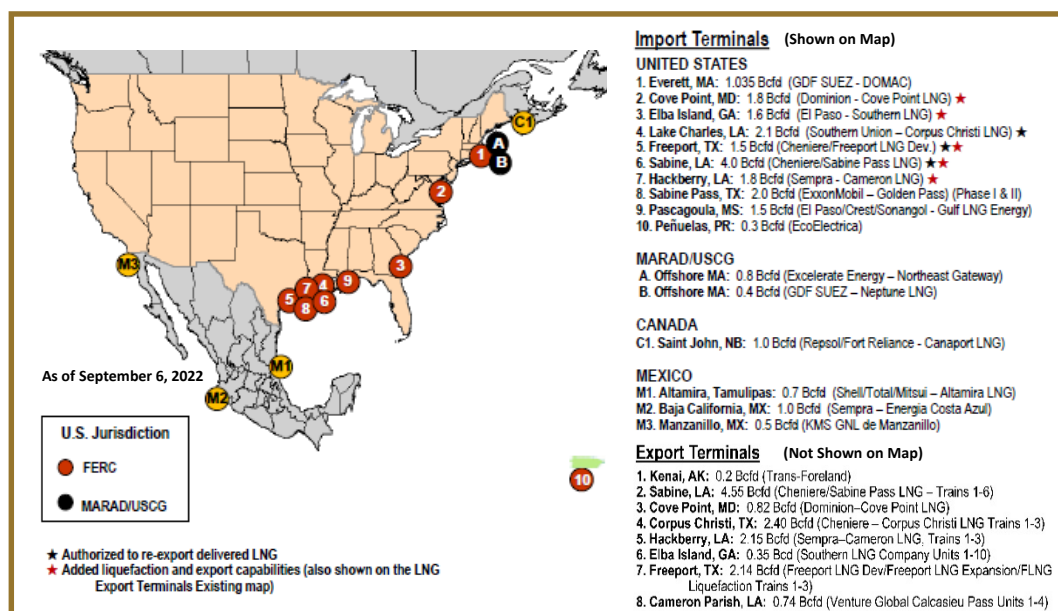 Import Terminals (Shown on Map)
UNITED STATES
1. Everett, MA: 1.035 Bcfd (GDF SUEZ - DOMAC)
2. Cove Point, MD: 1.8 Bcfd (Dominion - Cove Point LNG) ★
3. Elba Island, GA: 1.6 Bcfd (El Paso - Southern LNG) ★
4. Lake Charles, LA: 2.1 Bcfd (Southern Union – Corpus Christi LNG) ★
5. Freeport, TX: 1.5 Bcfd (Cheniere/Freeport LNG Dev.) ★★
6. Sabine, LA: 4.0 Bcfd (Cheniere/Sabine Pass LNG) ★★
7. Hackberry, LA: 1.8 Bcfd (Sempra - Cameron LNG) ★
8. Sabine Pass, TX: 2.0 Bcfd (ExxonMobil – Golden Pass) (Phase I & II)
9. Pascagoula, MS: 1.5 Bcfd (El Paso/Crest/Sonangol - Gulf LNG Energy)
10. Peñuelas, PR: 0.3 Bcfd (EcoElectrica)
MARAD/USCG
A. Offshore MA: 0.8 Bcfd (Excelerate Energy – Northeast Gateway)
B. Offshore MA: 0.4 Bcfd (GDF SUEZ – Neptune LNG)
CANADA
C1. Saint John, NB: 1.0 Bcfd (Repsol/Fort Reliance - Canaport LNG)
MEXICO
M1. Altamira, Tamulipas: 0.7 Bcfd (Shell/Total/Mitsui – Altamira LNG)
M2. Baja California, MX: 1.0 Bcfd (Sempra – Energia Costa Azul)
M3. Manzanillo, MX: 0.5 Bcfd (KMS GNL de Manzanillo)
Export Terminals (Not Shown on Map)
1. Kenai, AK: 0.2 Bcfd (Trans-Foreland)
2. Sabine, LA: 4.55 Bcfd (Cheniere/Sabine Pass LNG – Trains 1-6)
3. Cove Point, MD: 0.82 Bcfd (Dominion–Cove Point LNG)
4. Corpus Christi, TX: 2.40 Bcfd (Cheniere – Corpus Christi LNG Trains 1-3)
5. Hackberry, LA: 2.15 Bcfd (Sempra–Cameron LNG, Trains 1-3)
6. Elba Island, GA: 0.35 Bcd (Southern LNG Company Units 1-10)
7. Freeport, TX: 2.14 Bcfd (Freeport LNG Dev/Freeport LNG Expansion/FLNG
Liquefaction Trains 1-3)
8. Cameron Parish, LA: 0.74 Bcfd (Venture Global Calcasieu Pass Units 1-4)
C1
A
1
B
2
M3
3
9
7
4
5
6
8
M1
M2
10
As of September 6, 2022
U.S. Jurisdiction
FERC
MARAD/USCG
★ Authorized to re-export delivered LNG
★ Added liquefaction and export capabilities (also shown on the LNG
Export Terminals Existing map)